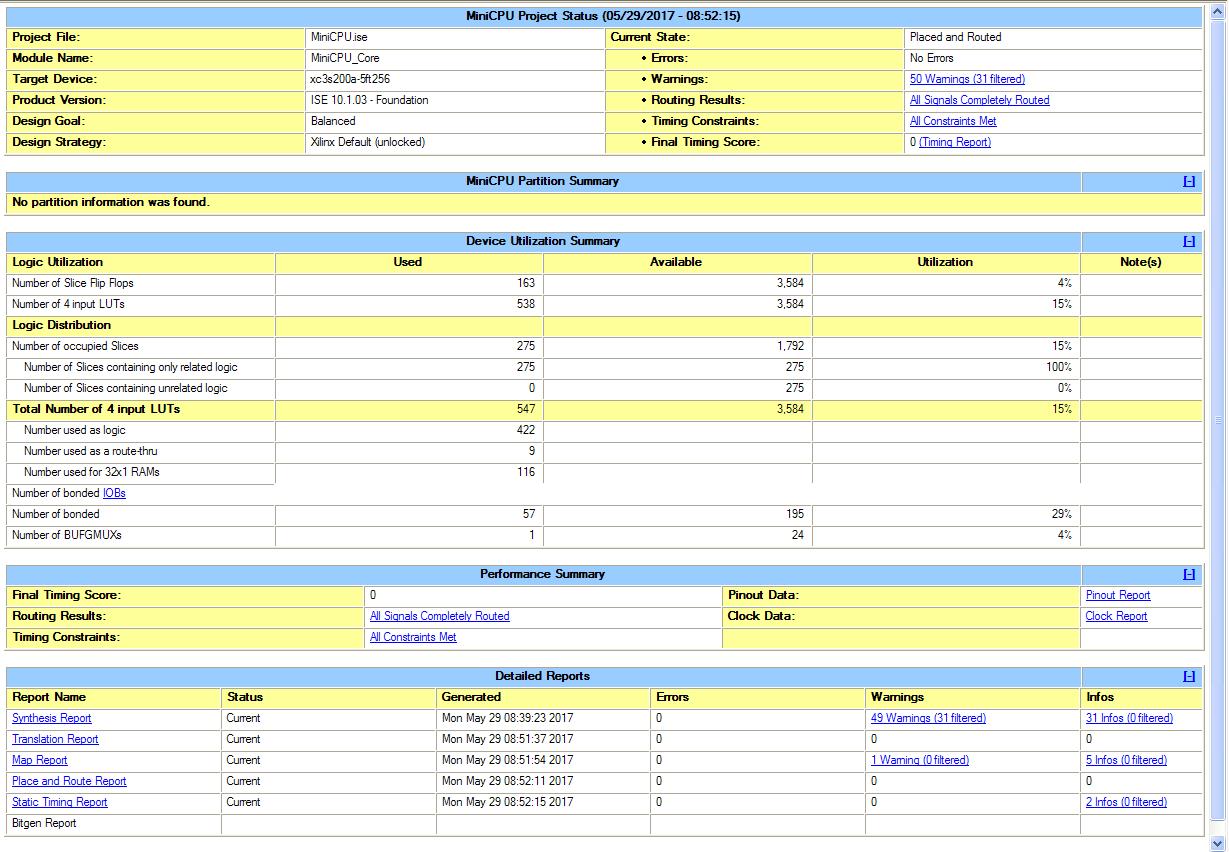 MiniCPU Project Status (05/29/2017 - 08:52:15)
Project File: MiniCPU.ise Current State: Placed and Routed
Module Name: MiniCPU_Core • Errors: No Errors
Target Device: xc3s200a-5ft256 • Warnings: 50 Warnings (31 filtered)
Product Version: ISE 10.1.03 - Foundation • Routing Results: All Signals Completely Routed
Design Goal: Balanced • Timing Constraints: All Constraints Met
Design Strategy: Xilinx Default (unlocked) • Final Timing Score: 0 (Timing Report)
MiniCPU Partition Summary [-]
No partition information was found.
Device Utilization Summary [-]
Logic Utilization Used Available Utilization Note(s)
Number of Slice Flip Flops 163 3,584 4%
Number of 4 input LUTs 538 3,584 15%
Logic Distribution
Number of occupied Slices 275 1,792 15%
Number of Slices containing only related logic 275 275 100%
Number of Slices containing unrelated logic 0 275 0%
Total Number of 4 input LUTs 547 3,584 15%
Number used as logic 422
Number used as a route-thru 9
Number used for 32x1 RAMs 116
Number of bonded IOBs
Number of bonded 57 195 29%
Number of BUFGMUXs 1 24 4%
Performance Summary [-]
Final Timing Score: 0 Pinout Data: Pinout Report
Routing Results: All Signals Completely Routed Clock Data: Clock Report
Timing Constraints: All Constraints Met
Detailed Reports [-]
Report Name Status Generated Errors Warnings Infos
Synthesis Report Current Mon May 29 08:39:23 2017 0 49 Warnings (31 filtered) 31 Infos (0 filtered)
Translation Report Current Mon May 29 08:51:37 2017 0 0 0
Map Report Current Mon May 29 08:51:54 2017 0 1 Warning (0 filtered) 5 Infos (0 filtered)
Place and Route Report Current Mon May 29 08:52:11 2017 0 0 0
Static Timing Report Current Mon May 29 08:52:15 2017 0 0 2 Infos (0 filtered)
Bitgen Report